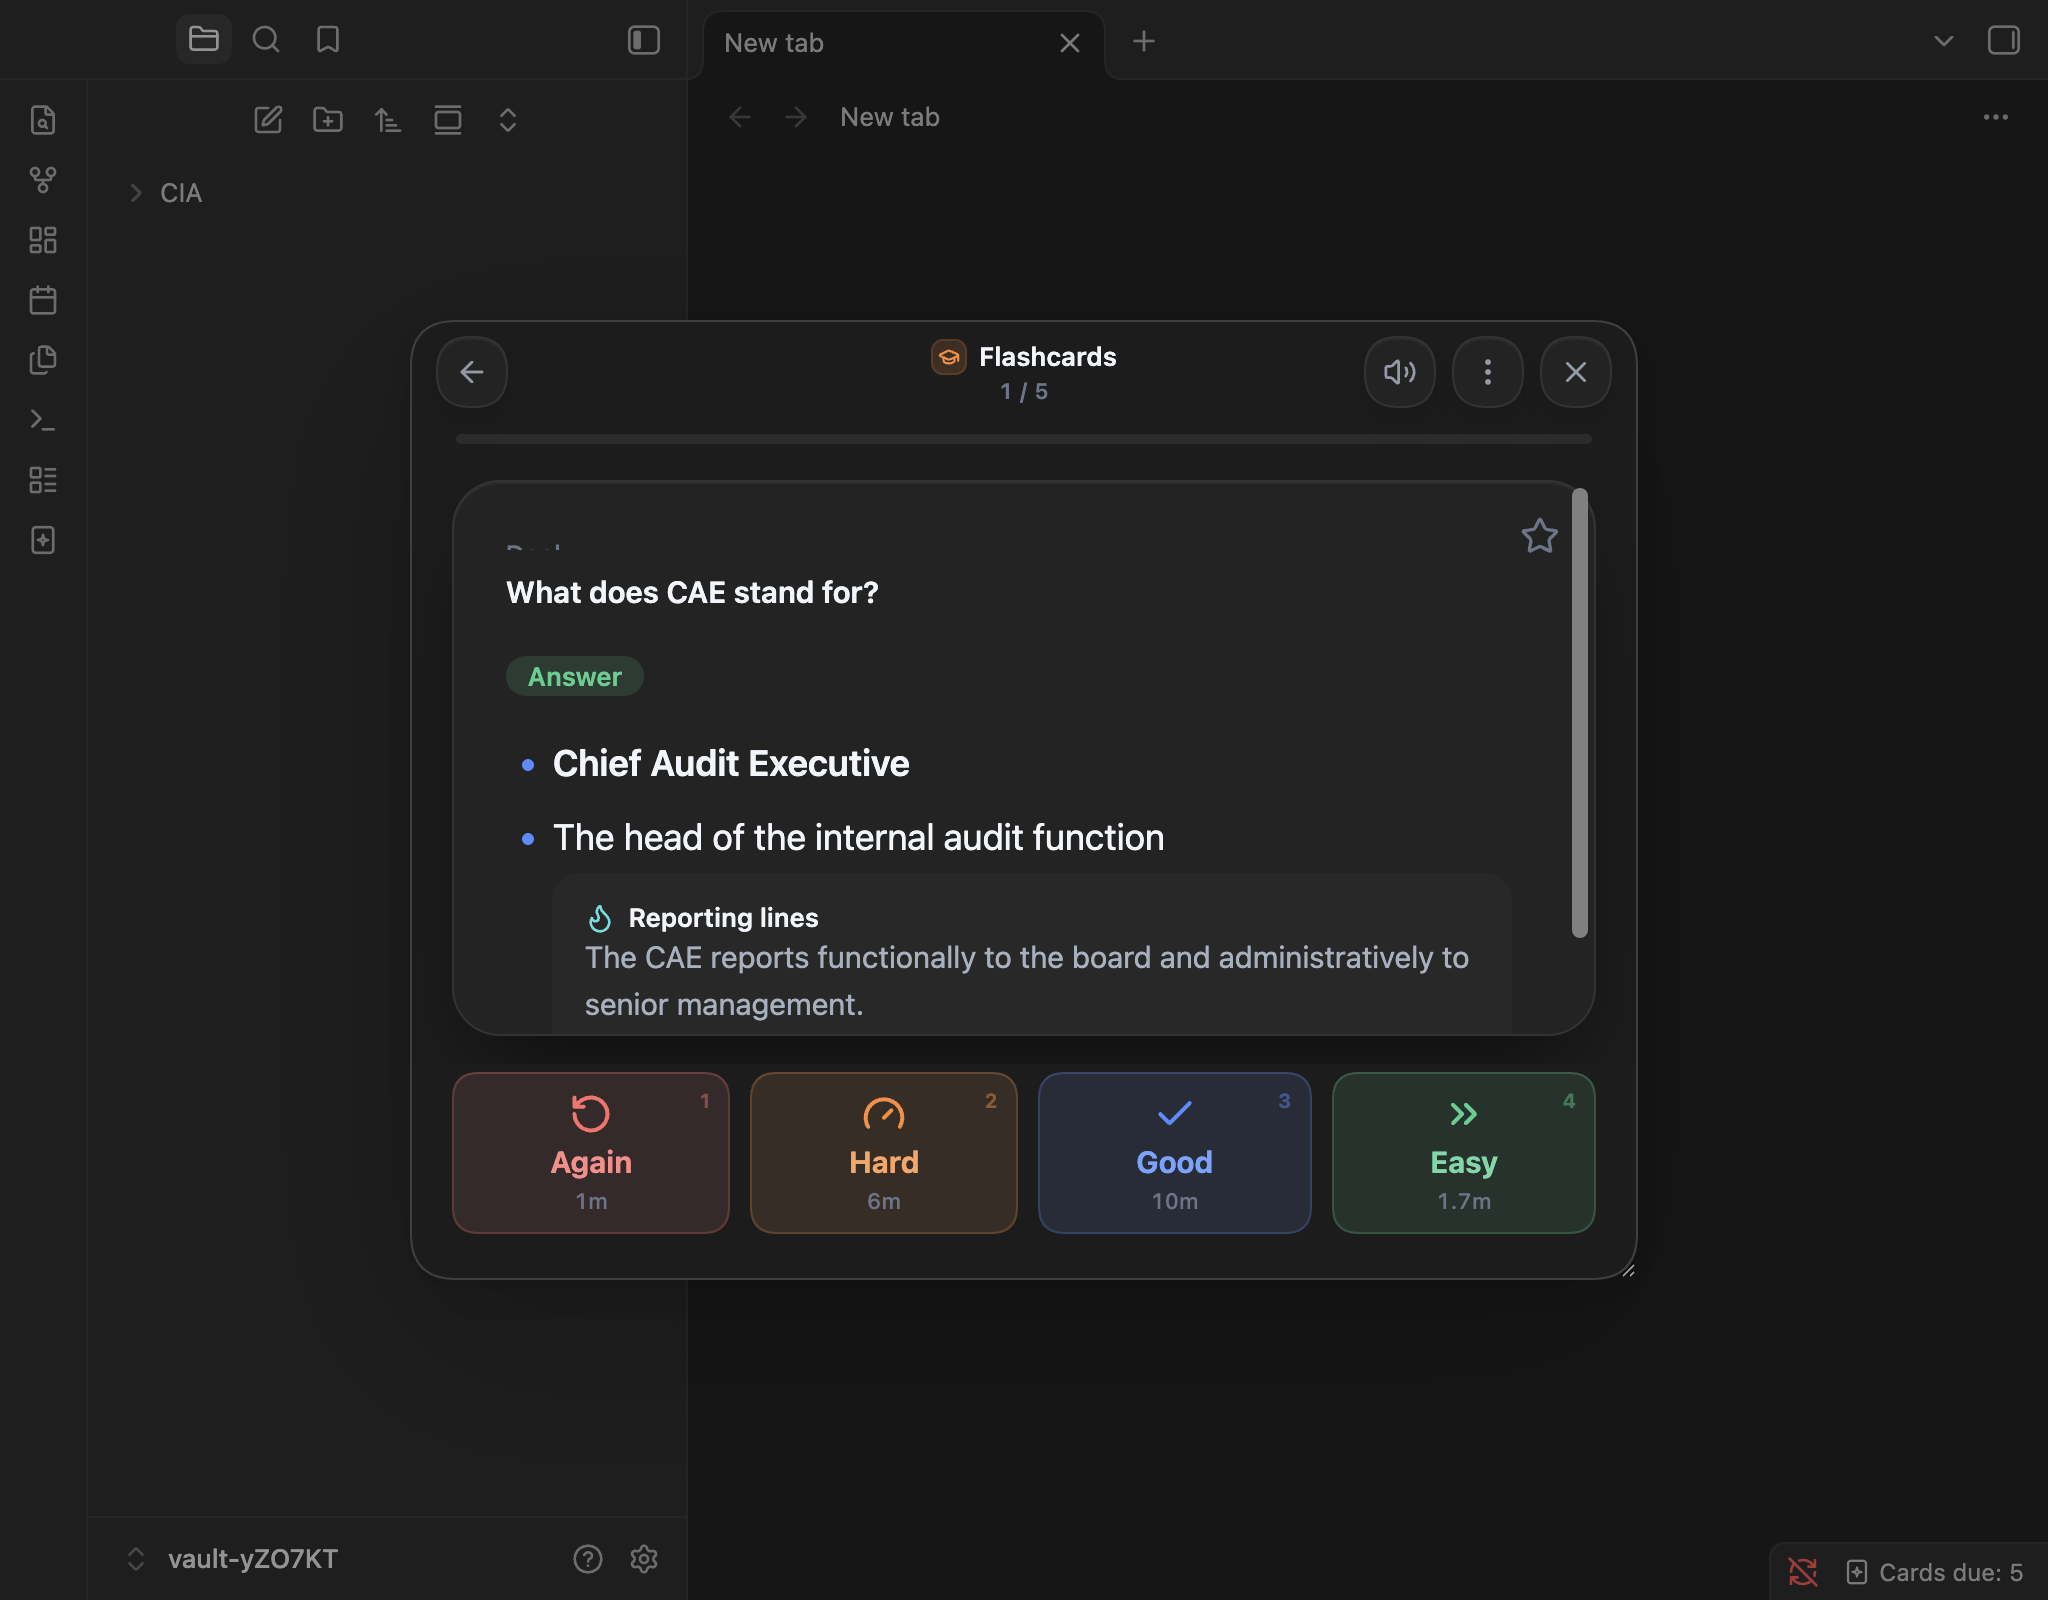 New tab
New tab
CIA
Flashcards
1 / 5
What does CAE stand for?
Answer
Chief Audit Executive
The head of the internal audit function
Reporting lines
The CAE reports functionally to the board and administratively to
senior management.
1
Again
1m
2
Hard
6m
3
Good
10m
4
Easy
1.7m
vault-yZO7KT
Cards due: 5